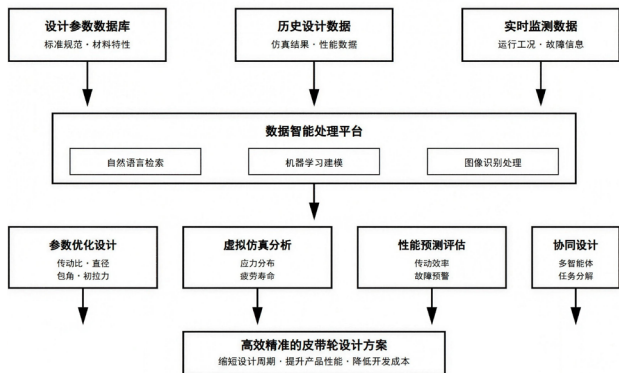 设计参数数据库
标准规范·材料特性
历史设计数据
仿真结果·性能数据
实时监测数据
运行工况·故障信息
数据智能处理平台
自然语言检索
机器学习建模
图像识别处理
参数优化设计
传动比·直径
包角·初拉力
虚拟仿真分析
应力分布
疲劳寿命
性能预测评估
传动效率
故障预警
协同设计
多智能体
任务分解
高效精准的皮带轮设计方案
缩短设计周期·提升产品性能·降低开发成本